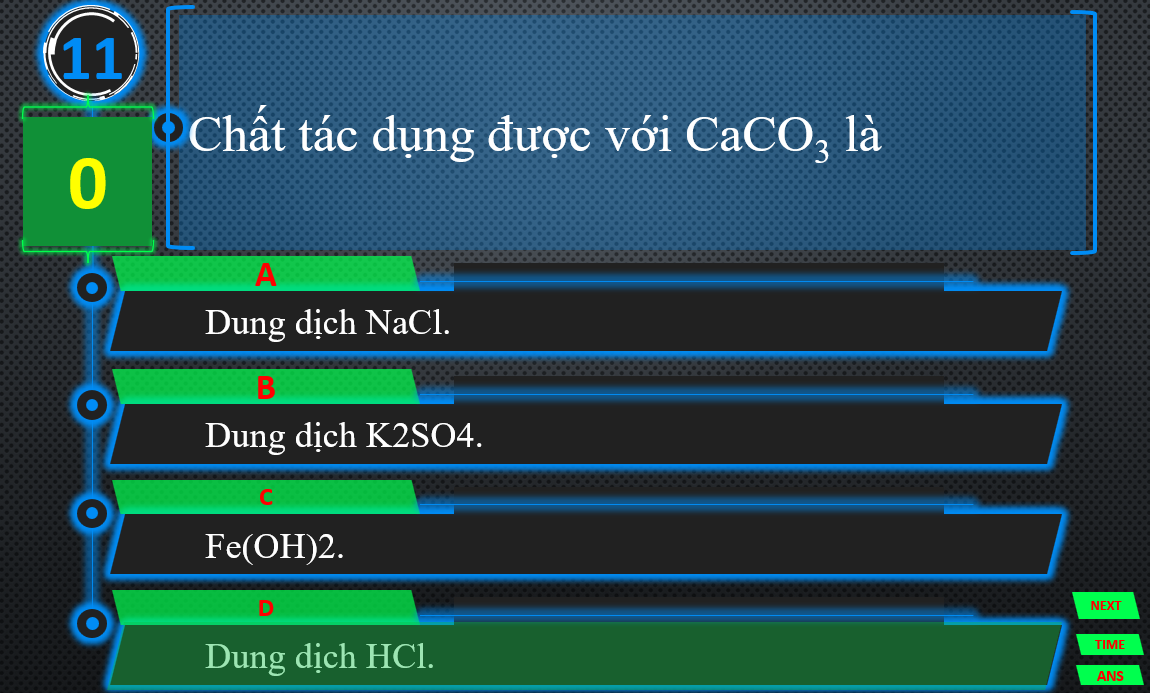 11
0
Chất tác dụng được với CaCO₃ là
A
Dung dịch NaCl.
B
Dung dịch K2SO4.
C
Fe(OH)2.
D
Dung dịch HCl.
NEXT
TIME
ANS